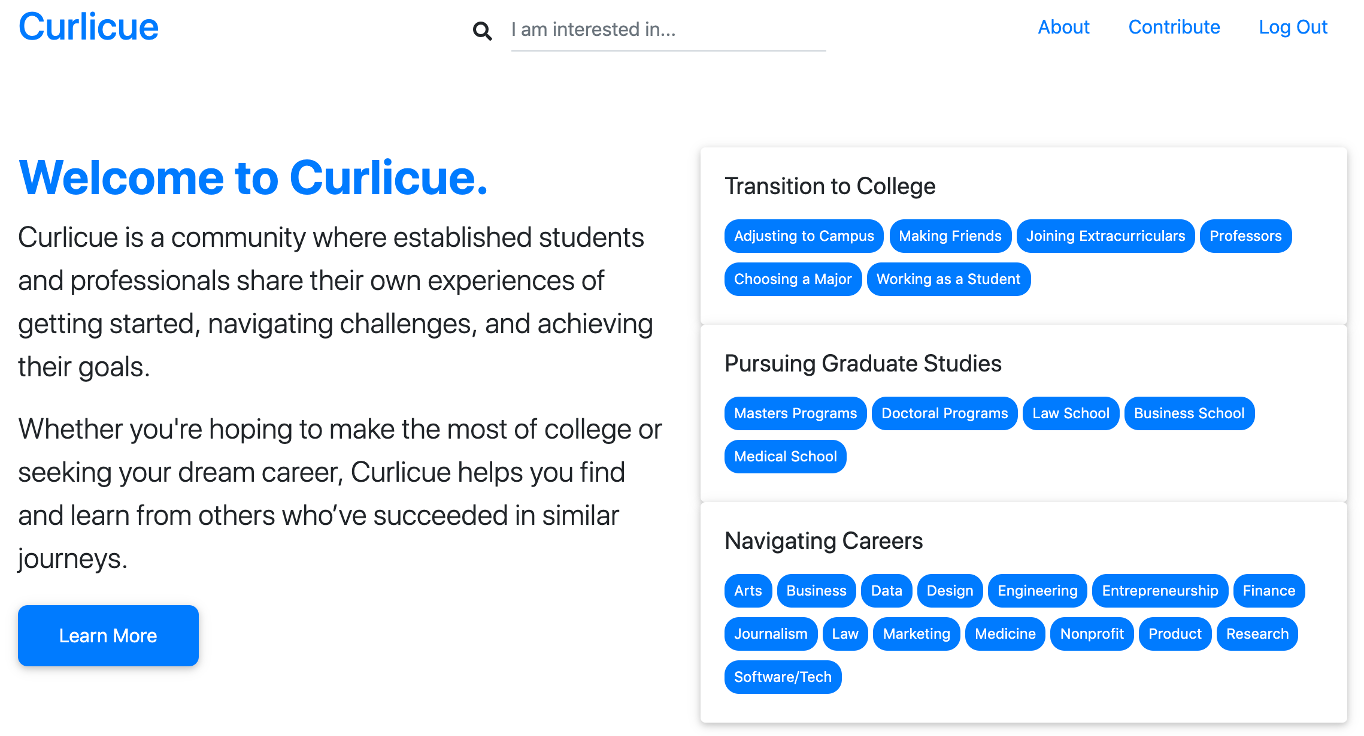 Curlicue
I am interested in...
About
Contribute
Log Out
Welcome to Curlicue.
Curlicue is a community where established students
and professionals share their own experiences of
getting started, navigating challenges, and achieving
their goals.
Whether you're hoping to make the most of college or
seeking your dream career, Curlicue helps you find
and learn from others who’ve succeeded in similar
journeys.
Learn More
Transition to College
Adjusting to Campus Making Friends Joining Extracurriculars Professors
Choosing a Major Working as a Student
Pursuing Graduate Studies
Masters Programs Doctoral Programs Law School Business School
Medical School
Navigating Careers
Arts Business Data Design Engineering Entrepreneurship Finance
Journalism Law Marketing Medicine Nonprofit Product Research
Software/Tech